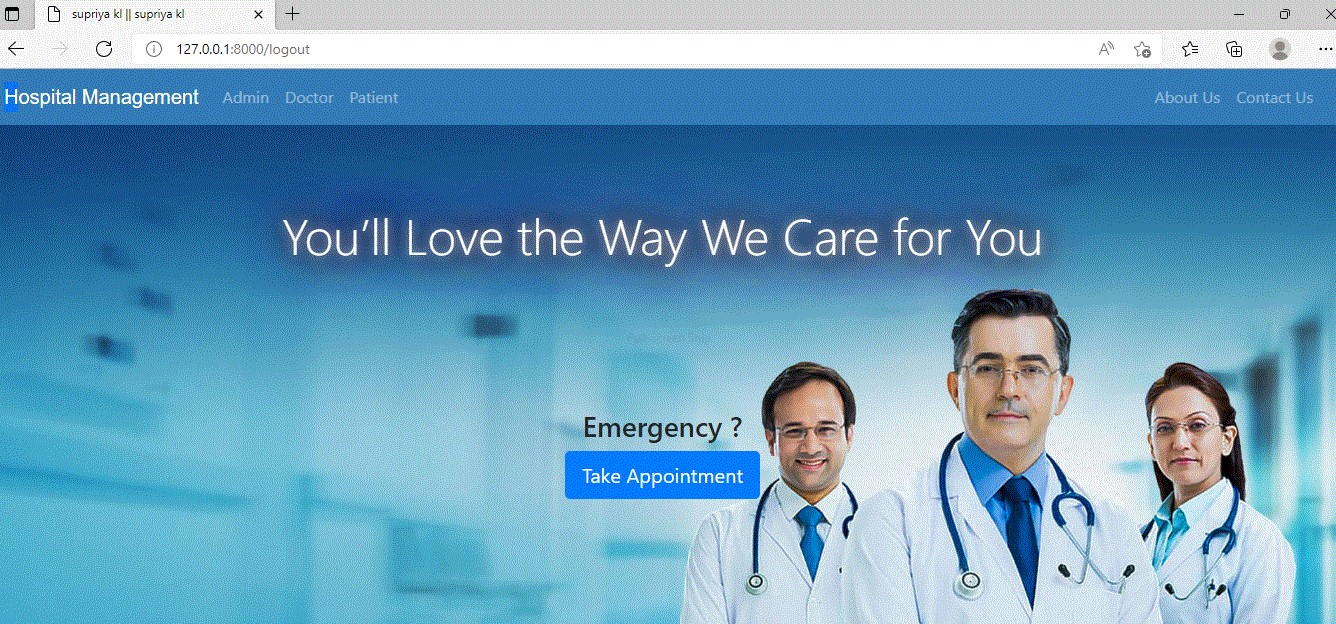 supriya kl || supriya kl
127.0.0.1:8000/logout
Hospital Management Admin Doctor Patient About Us Contact Us
You’ll Love the Way We Care for You
Emergency ?
Take Appointment